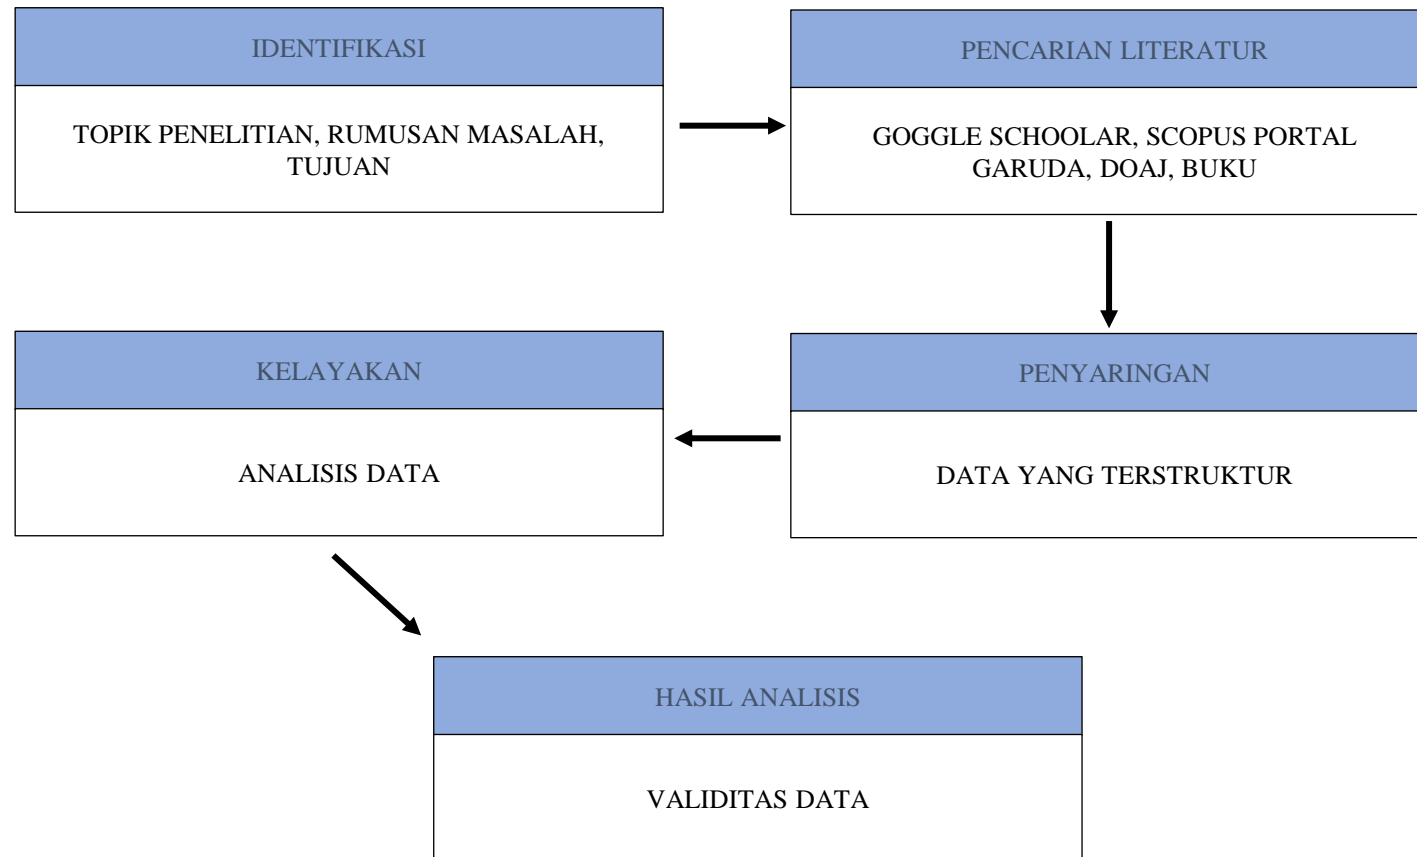 IDENTIFIKASI
TOPIK PENELITIAN, RUMUSAN MASALAH,
TUJUAN
PENCARIAN LITERATUR
GOGGLE SCHOOLAR, SCOPUS PORTAL
GARUDA, DOAJ, BUKU
PENYARINGAN
DATA YANG TERSTRUKTUR
KELAYAKAN
ANALISIS DATA
HASIL ANALISIS
VALIDITAS DATA